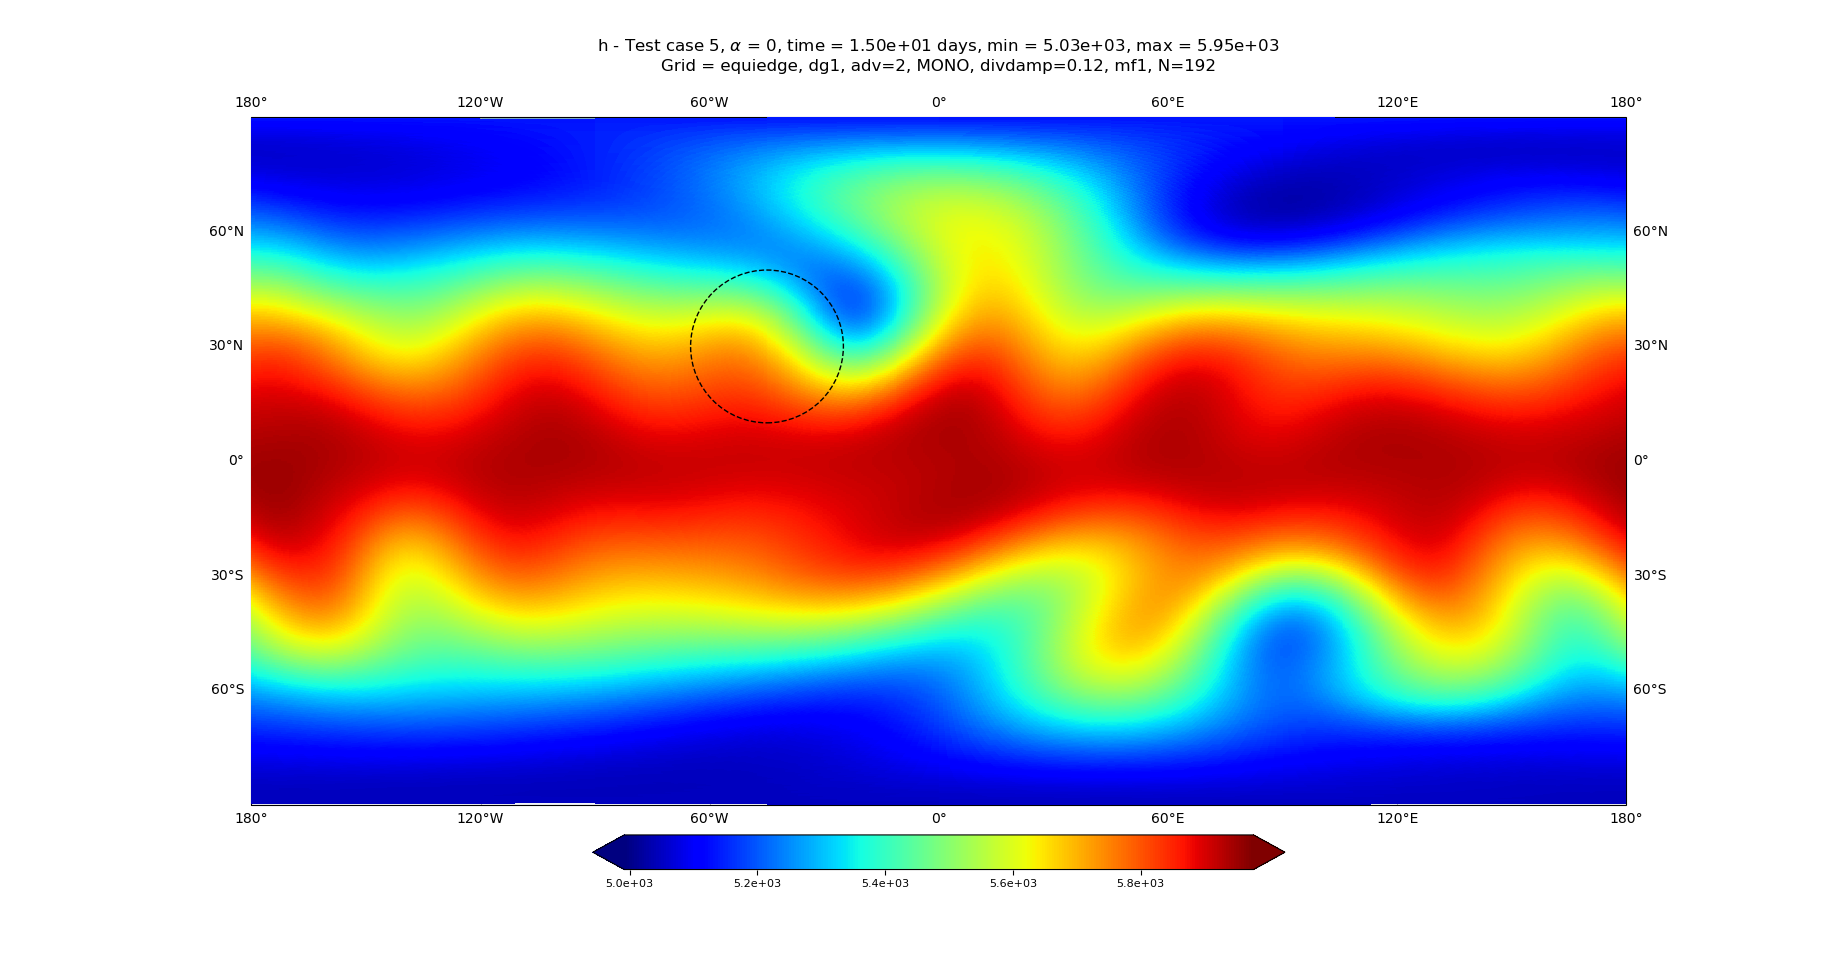 h - Test case 5, α = 0, time = 1.50e+01 days, min = 5.03e+03, max = 5.95e+03
Grid = equiedge, dg1, adv=2, MONO, divdamp=0.12, mf1, N=192
180° 120°W 60°W 0° 60°E 120°E 180°
60°N 60°N
30°N 30°N
0° 0°
30°S 30°S
60°S 60°S
180° 120°W 60°W 0° 60°E 120°E 180°
5.0e+03 5.2e+03 5.4e+03 5.6e+03 5.8e+03